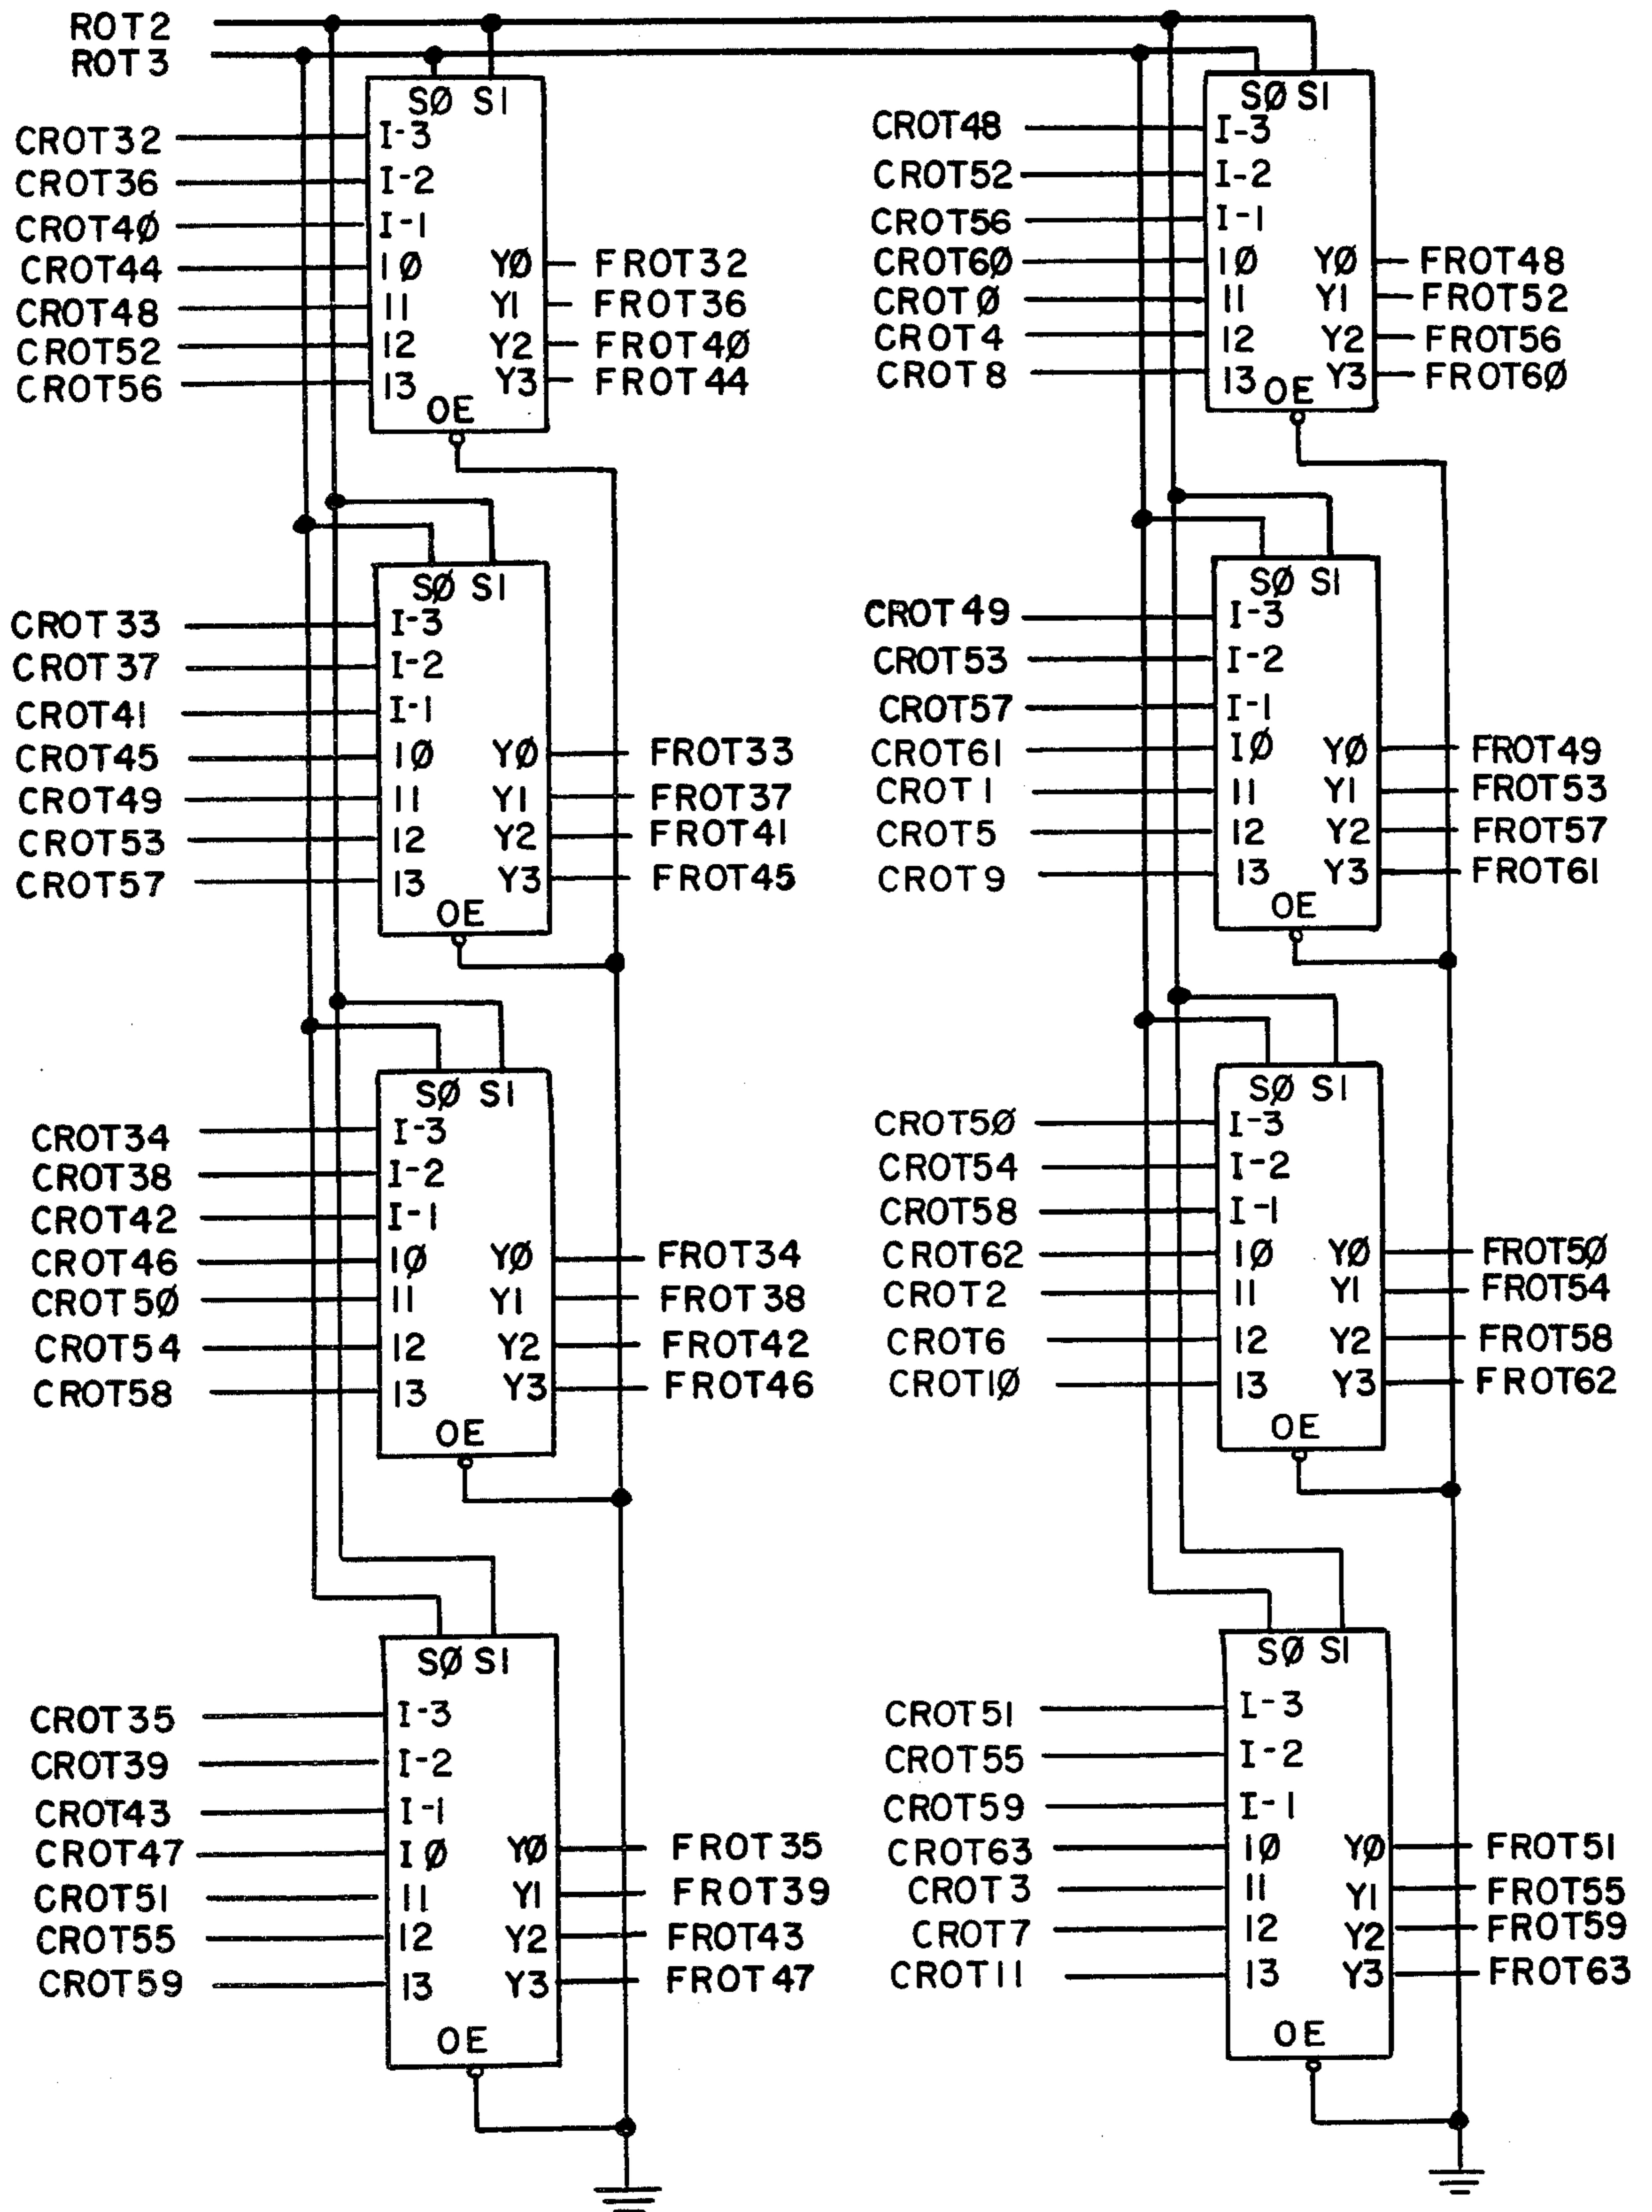 ROT2
ROT3
SØ S1
CROT32 I-3
CROT36 I-2
CROT4Ø I-1
CROT44 IØ YØ FROT32
CROT48 I1 Y1 FROT36
CROT52 I2 Y2 FROT4Ø
CROT56 I3 Y3 FROT44
OE
SØ S1
CROT33 I-3
CROT37 I-2
CROT41 I-1
CROT45 IØ YØ FROT33
CROT49 I1 Y1 FROT37
CROT53 I2 Y2 FROT41
CROT57 I3 Y3 FROT45
OE
SØ S1
CROT34 I-3
CROT38 I-2
CROT42 I-1
CROT46 IØ YØ FROT34
CROT5Ø I1 Y1 FROT38
CROT54 I2 Y2 FROT42
CROT58 I3 Y3 FROT46
OE
SØ S1
CROT35 I-3
CROT39 I-2
CROT43 I-1
CROT47 IØ YØ FROT35
CROT51 I1 Y1 FROT39
CROT55 I2 Y2 FROT43
CROT59 I3 Y3 FROT47
OE
SØ S1
CROT48 I-3
CROT52 I-2
CROT56 I-1
CROT6Ø IØ YØ FROT48
CROTØ I1 Y1 FROT52
CROT4 I2 Y2 FROT56
CROT8 I3 Y3 FROT6Ø
OE
SØ S1
CROT49 I-3
CROT53 I-2
CROT57 I-1
CROT61 IØ YØ FROT49
CROT1 I1 Y1 FROT53
CROT5 I2 Y2 FROT57
CROT9 I3 Y3 FROT61
OE
SØ S1
CROT5Ø I-3
CROT54 I-2
CROT58 I-1
CROT62 IØ YØ FROT5Ø
CROT2 I1 Y1 FROT54
CROT6 I2 Y2 FROT58
CROT1Ø I3 Y3 FROT62
OE
SØ S1
CROT51 I-3
CROT55 I-2
CROT59 I-1
CROT63 IØ YØ FROT51
CROT3 I1 Y1 FROT55
CROT7 I2 Y2 FROT59
CROT11 I3 Y3 FROT63
OE